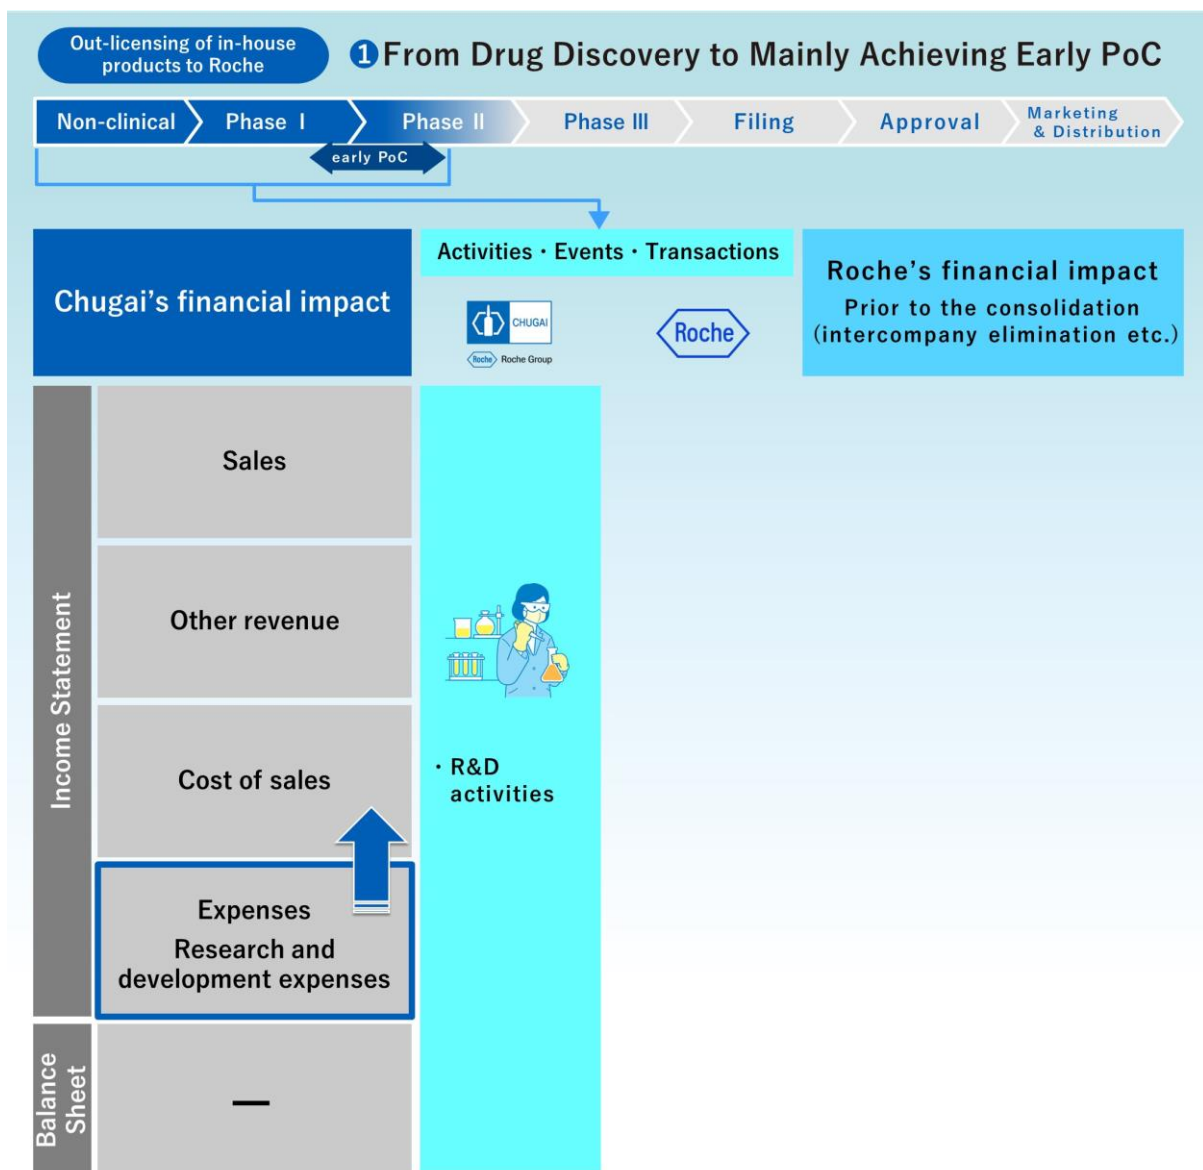 Out-licensing of in-house
products to Roche
❶ From Drug Discovery to Mainly Achieving Early PoC
Non-clinical
Phase Ⅰ
Phase Ⅱ
Phase Ⅲ
Filing
Approval
Marketing
& Distribution
early PoC
Chugai’s financial impact
Activities・Events・Transactions
CHUGAI
Roche Roche Group
Roche
Roche’s financial impact
Prior to the consolidation
(intercompany elimination etc.)
Income Statement
Sales
Other revenue
Cost of sales
・R&D
activities
Expenses
Research and
development expenses
Balance
Sheet
—